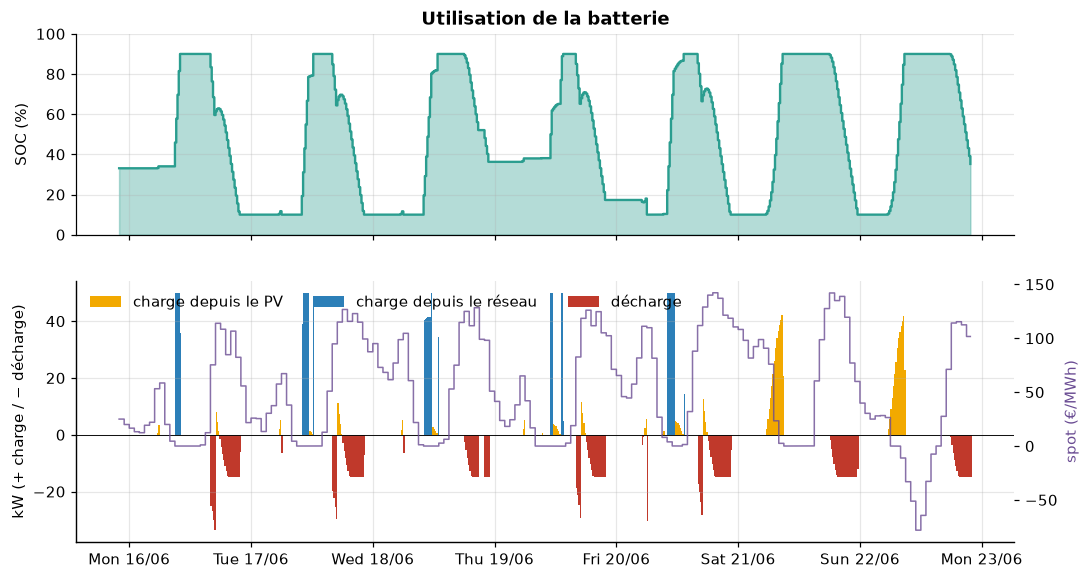 Utilisation de la batterie
100
80
60
40
20
0
SOC (%)
charge depuis le PV
charge depuis le réseau
décharge
40
20
0
−20
kW (+ charge / − décharge)
150
100
50
0
−50
spot (€/MWh)
Mon 16/06 Tue 17/06 Wed 18/06 Thu 19/06 Fri 20/06 Sat 21/06 Sun 22/06 Mon 23/06